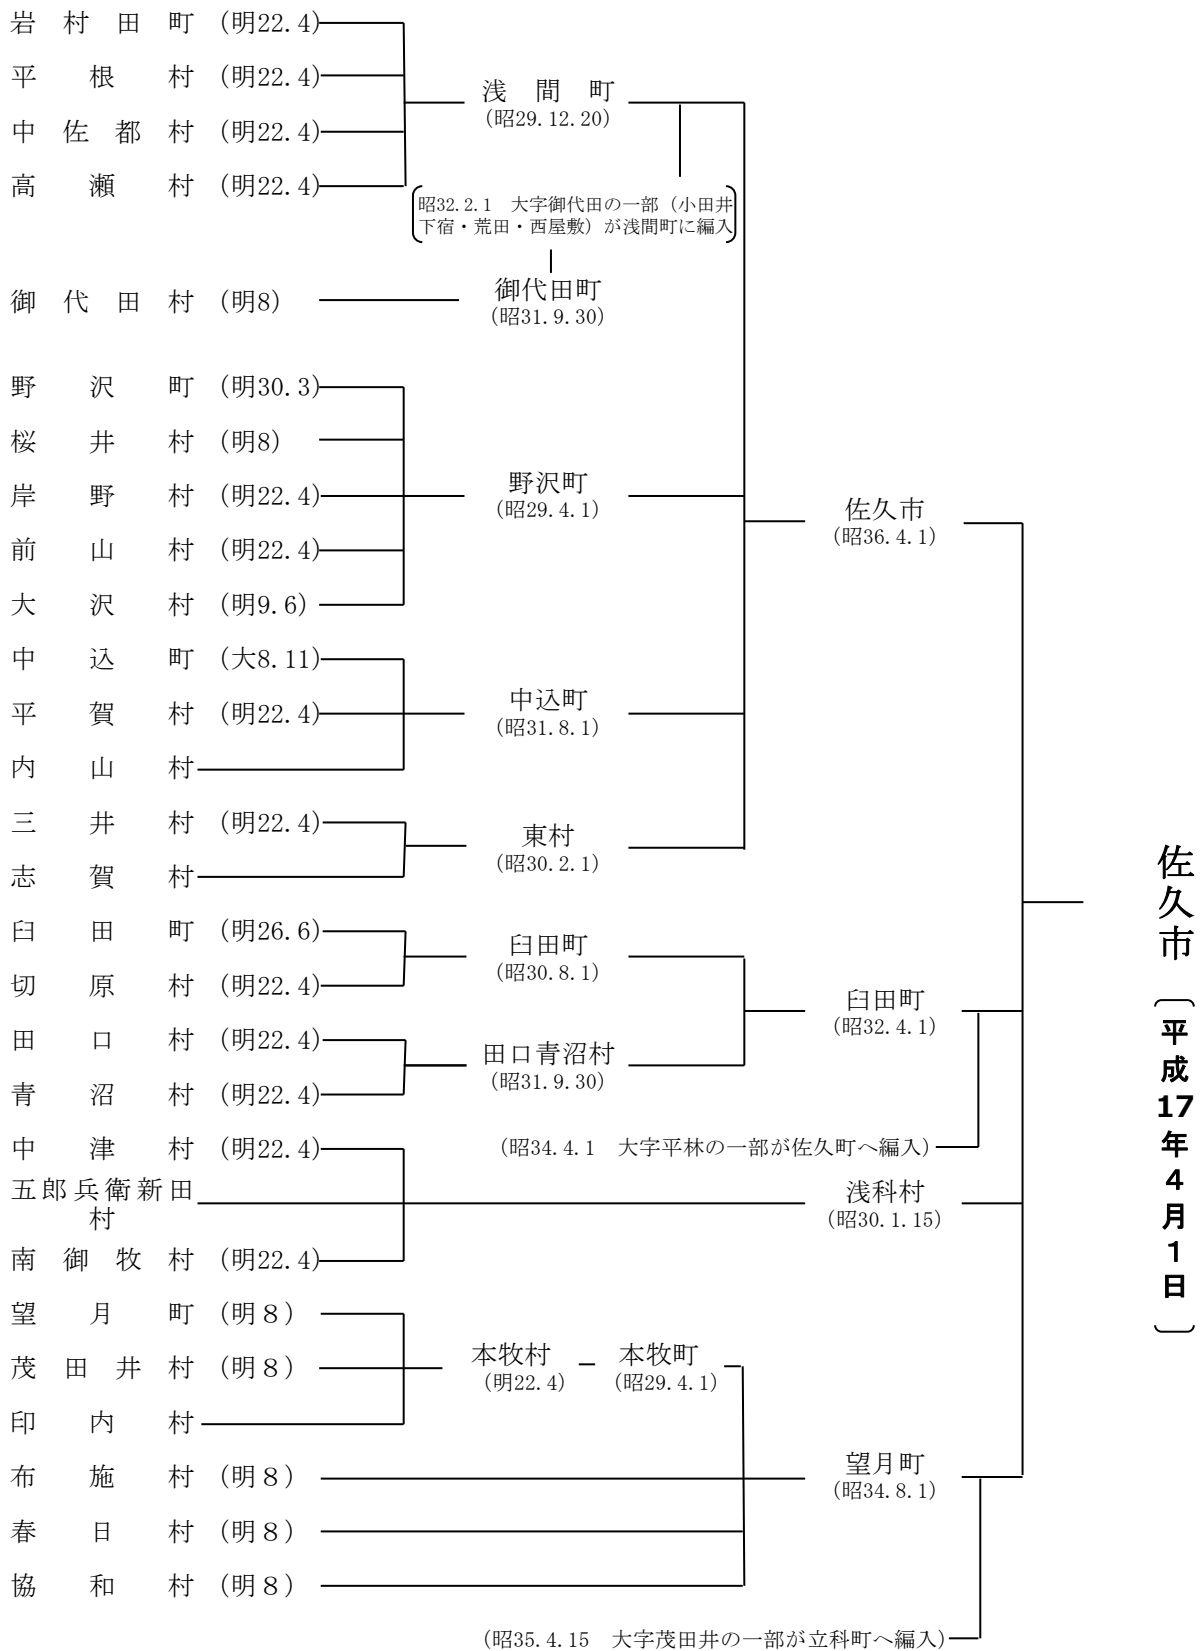 岩村田町 (明22.4)
平根村 (明22.4)
中佐都村 (明22.4)
高瀬村 (明22.4)
浅間町
(昭29.12.20)
昭32.2.1 大字御代田の一部（小田井
下宿・荒田・西屋敷）が浅間町に編入
御代田村 (明8)
御代田町
(昭31.9.30)
野沢町 (明30.3)
桜井村 (明8)
岸野村 (明22.4)
前山村 (明22.4)
大沢村 (明9.6)
野沢町
(昭29.4.1)
中込町 (大8.11)
平賀村 (明22.4)
内山村
中込町
(昭31.8.1)
三井村 (明22.4)
志賀村
東村
(昭30.2.1)
佐久市
(昭36.4.1)
臼田町 (明26.6)
切原村 (明22.4)
臼田町
(昭30.8.1)
田口村 (明22.4)
青沼村 (明22.4)
田口青沼村
(昭31.9.30)
臼田町
(昭32.4.1)
(昭34.4.1 大字平林の一部が佐久町へ編入)
中津村 (明22.4)
五郎兵衛新田
村
南御牧村 (明22.4)
浅科村
(昭30.1.15)
望月町 (明８)
茂田井村 (明８)
印内村
本牧村
(明22.4)
本牧町
(昭29.4.1)
布施村 (明８)
春日村 (明８)
協和村 (明８)
望月町
(昭34.8.1)
(昭35.4.15 大字茂田井の一部が立科町へ編入)
佐久市〔平成17年４月１日〕